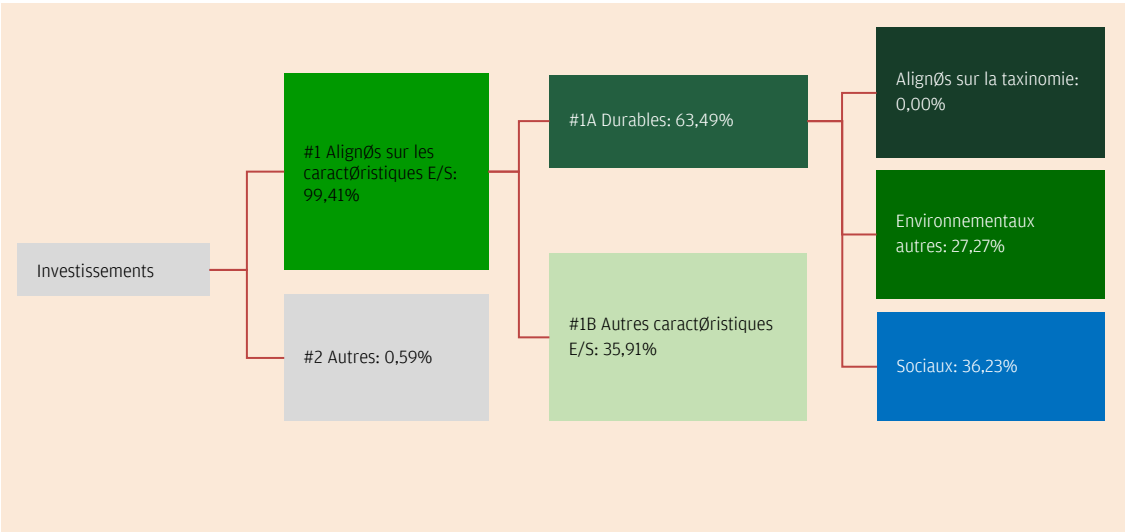 Investissements
#1 AlignØs sur les
caractØristiques E/S:
99,41%
#2 Autres: 0,59%
#1A Durables: 63,49%
#1B Autres caractØristiques
E/S: 35,91%
AlignØs sur la taxinomie:
0,00%
Environnementaux
autres: 27,27%
Sociaux: 36,23%